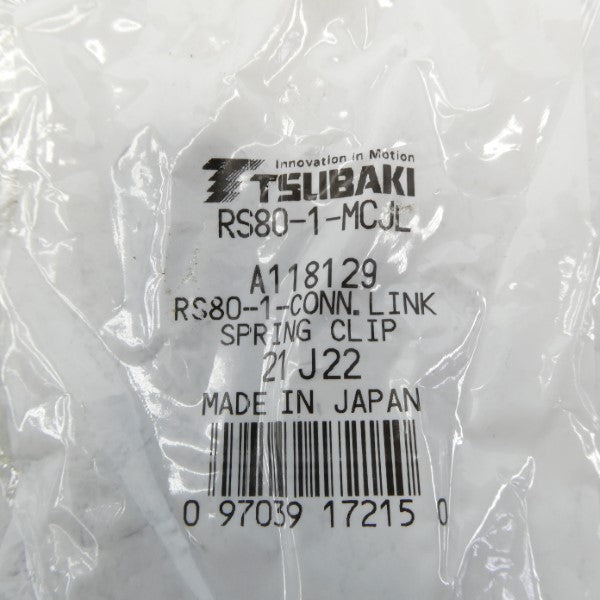 Innovation in Motion
TSUBAKI
RS80-1-MCJL
A118129
RS80-1-CONN. LINK
SPRING CLIP
21 J22
MADE IN JAPAN
0 97039 17215 0